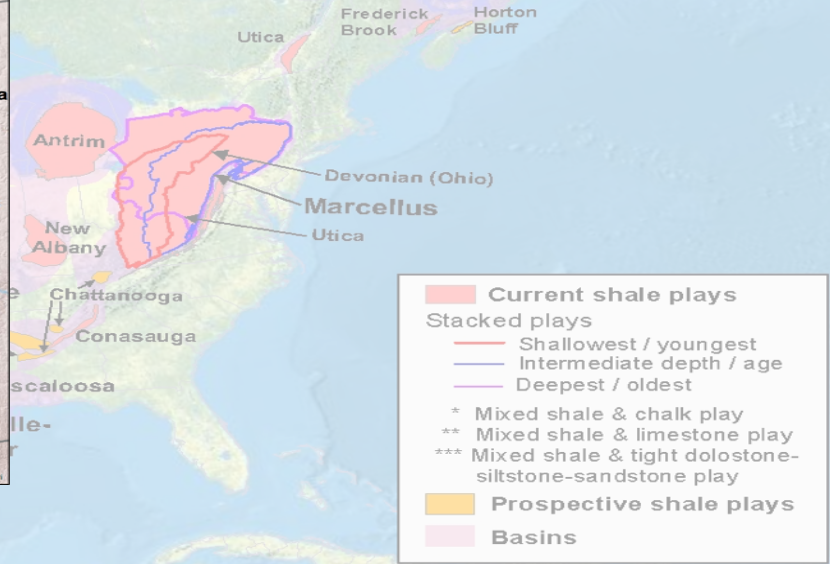 Frederick
Brook
Horton
Bluff
Utica
a
Antrim
Devonian (Ohio)
Marcellus
Utica
New
Albany
e
Chattanooga
Conasauga
scaloosa
lle-
r
Current shale plays
Stacked plays
Shallowest / youngest
Intermediate depth / age
Deepest / oldest
* Mixed shale & chalk play
** Mixed shale & limestone play
*** Mixed shale & tight dolostone-
siltstone-sandstone play
Prospective shale plays
Basins